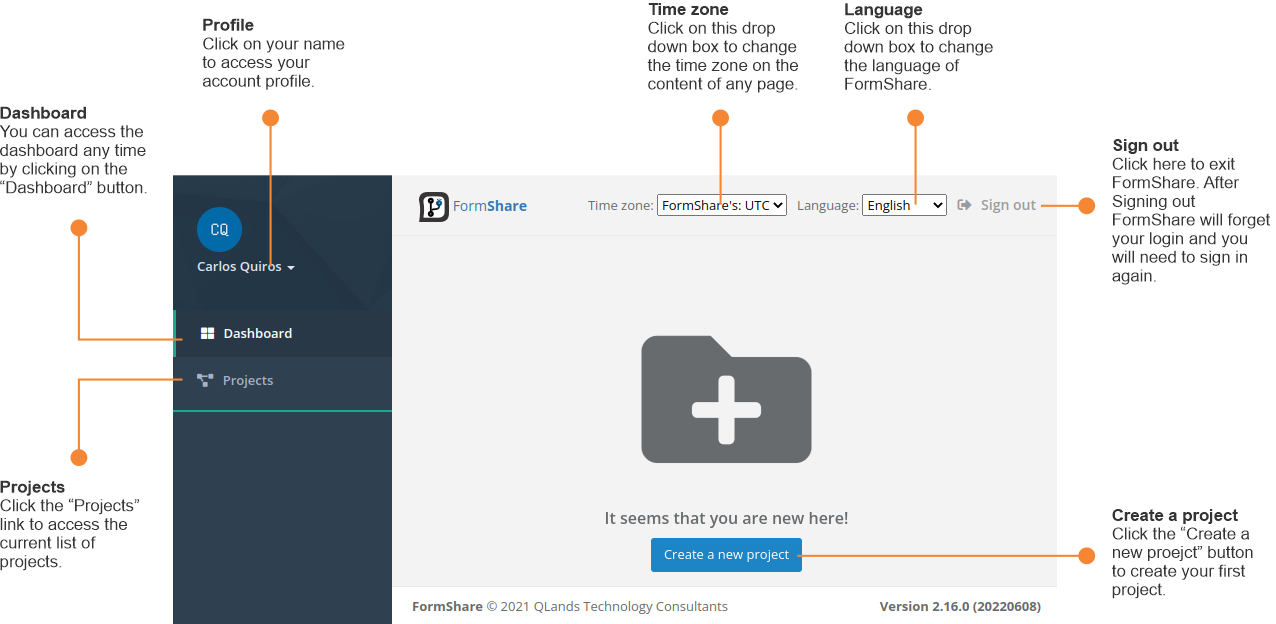 Profile
Click on your name
to access your
account profile.
Time zone
Click on this drop
down box to change
the time zone on the
content of any page.
Language
Click on this drop
down box to change
the language of
FormShare.
Dashboard
You can access the
dashboard any time
by clicking on the
“Dashboard” button.
Sign out
Click here to exit
FormShare. After
Signing out
FormShare will forget
your login and you
will need to sign in
again.
CQ
Carlos Quiros
Dashboard
Projects
FormShare
Time zone: FormShare's: UTC Language: English Sign out
It seems that you are new here!
Create a new project
FormShare © 2021 QLands Technology Consultants
Version 2.16.0 (20220608)
Projects
Click the “Projects”
link to access the
current list of
projects.
Create a project
Click the “Create a
new proejct” button
to create your first
project.